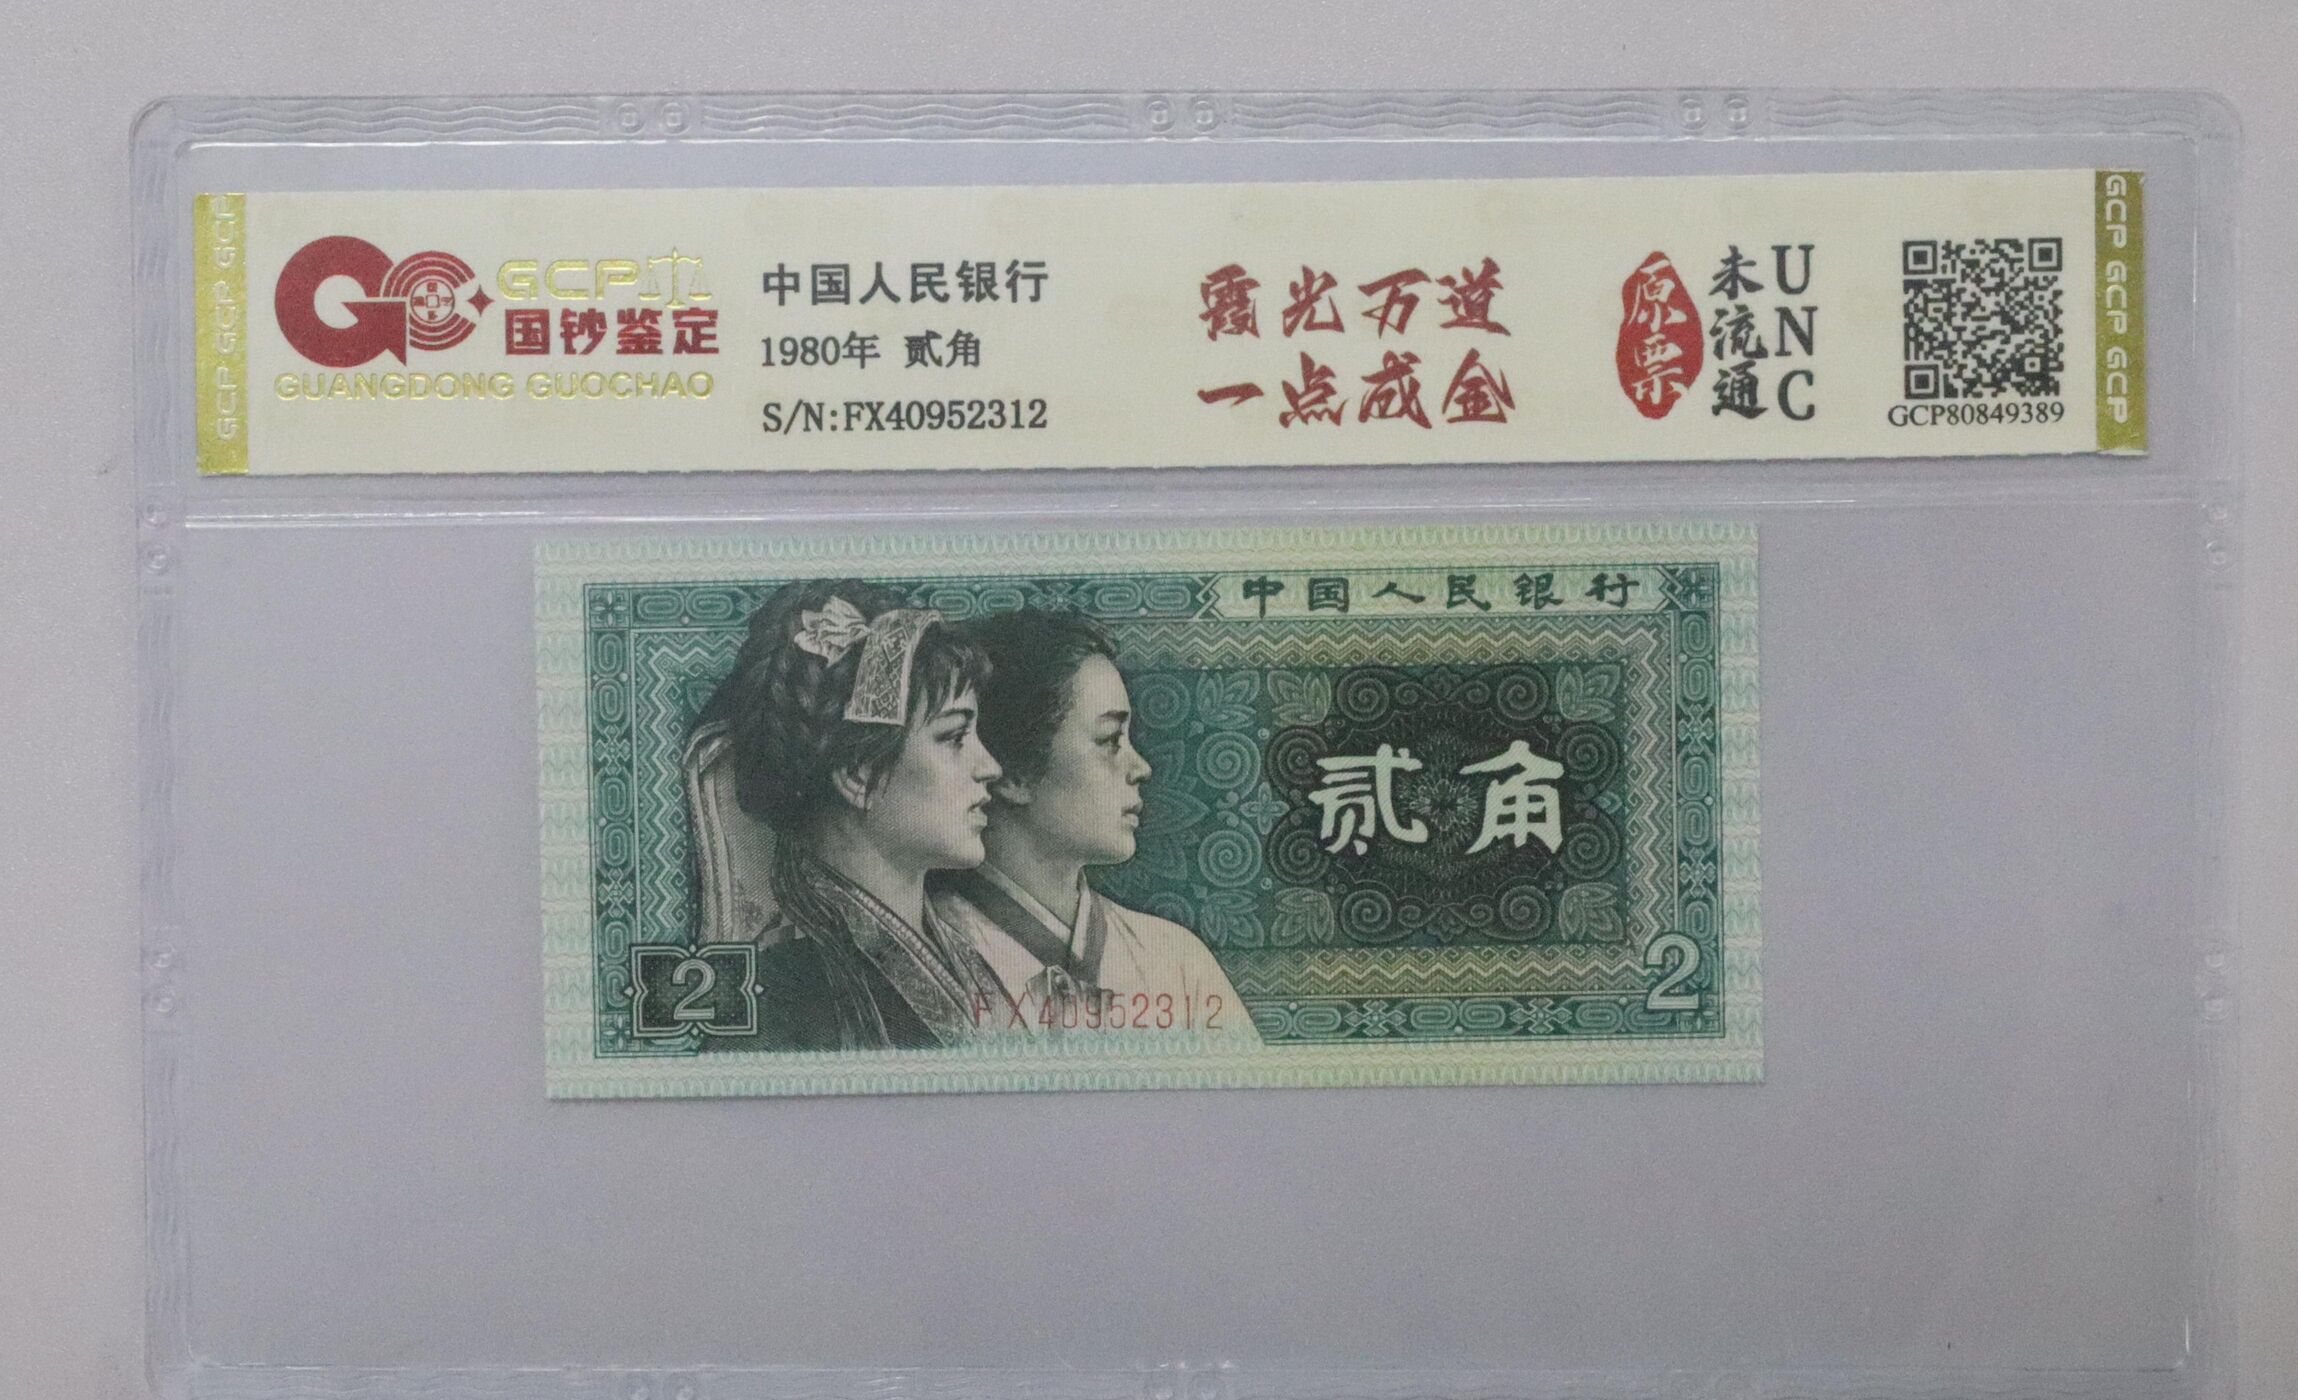 GCP GCP GCP GCP
GCP
国钞鉴定
GUANGDONG GUOCHAO
中国人民银行
1980年 贰角
S/N:FX40952312
霞光万道
一点成金
原票
未流通
UNC
GCP80849389
GCP GCP GCP
中国人民银行
贰角
2
2
FX40952312